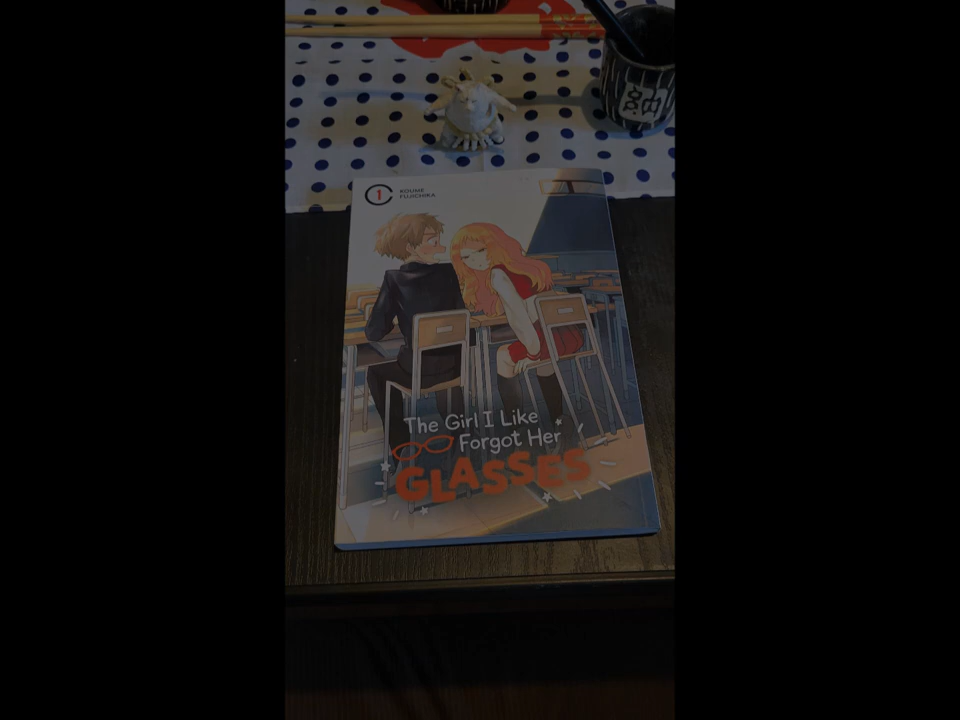 1
KOUME
FUJICHIKA
The Girl I Like
Forgot Her
GLASSES